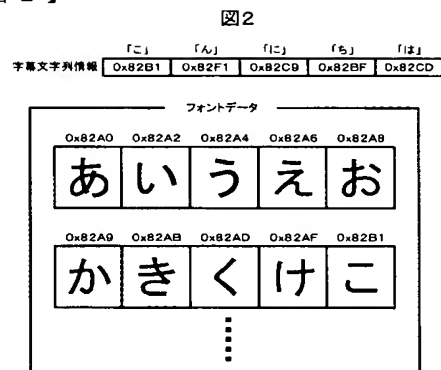 図2
「こ」 「ん」 「に」 「ち」 「は」
字幕文字列情報 0x82B1 0x82F1 0x82C9 0x82BF 0x82CD
フォントデータ
0x82A0 0x82A2 0x82A4 0x82A6 0x82A8
あ い う え お
0x82A9 0x82AB 0x82AD 0x82AF 0x82B1
か き く け こ